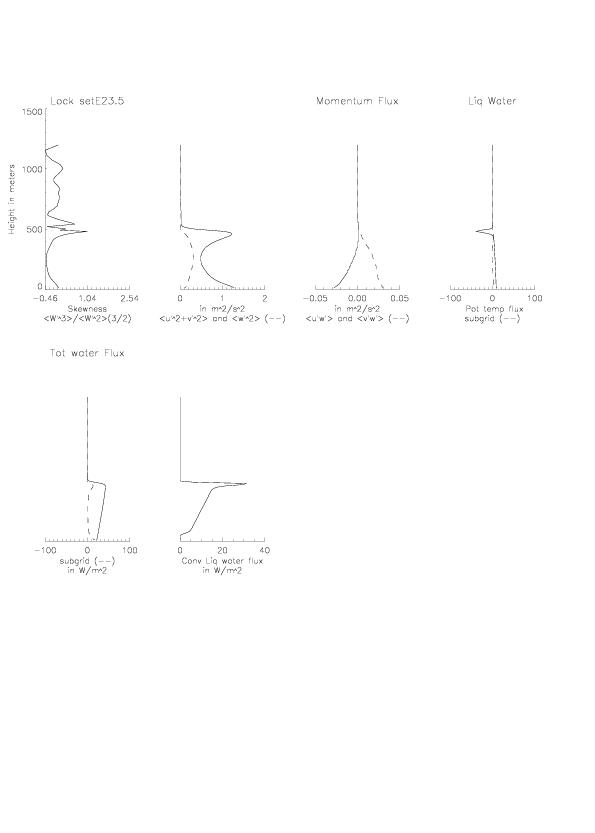 Lock setE23.5
Momentum Flux
Liq Water
1500
1000
500
0
Height in meters
−0.46 1.04 2.54
Skewness
<W'^3>/<W'^2>(3/2)
0 1 2
in m^2/s^2
<u'^2+v'^2> and <w'^2> (−−)
−0.05 0.00 0.05
in m^2/s^2
<u'w'> and <v'w'> (−−)
−100 0 100
Pot temp flux
subgrid (−−)
Tot water Flux
−100 0 100
subgrid (−−)
in W/m^2
0 20 40
Conv Liq water flux
in W/m^2